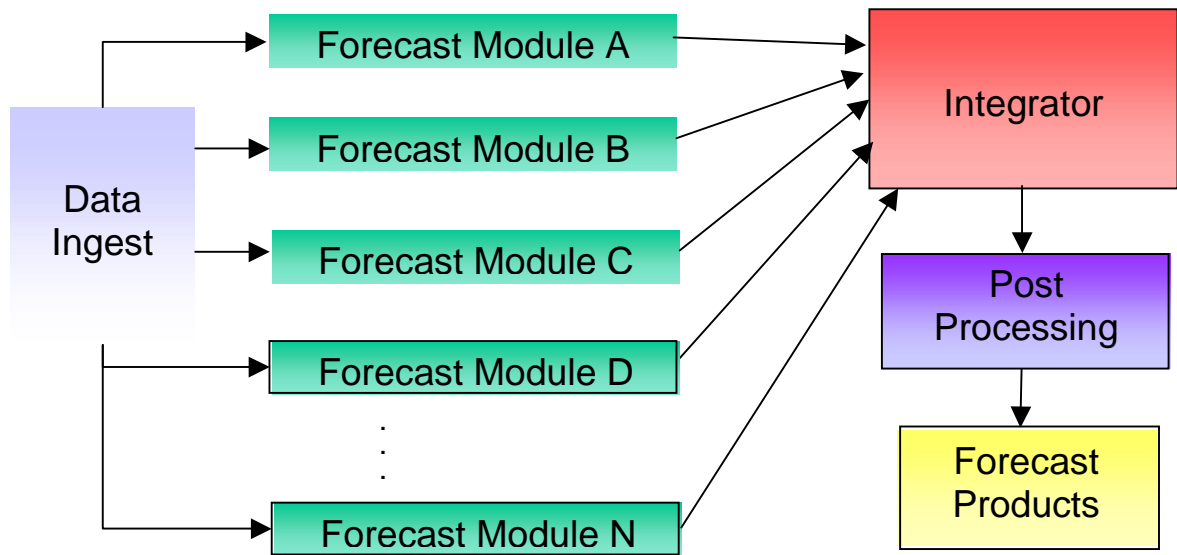 Data
Ingest
Forecast Module A
Forecast Module B
Forecast Module C
Forecast Module D
.
.
.
Forecast Module N
Integrator
Post
Processing
Forecast
Products